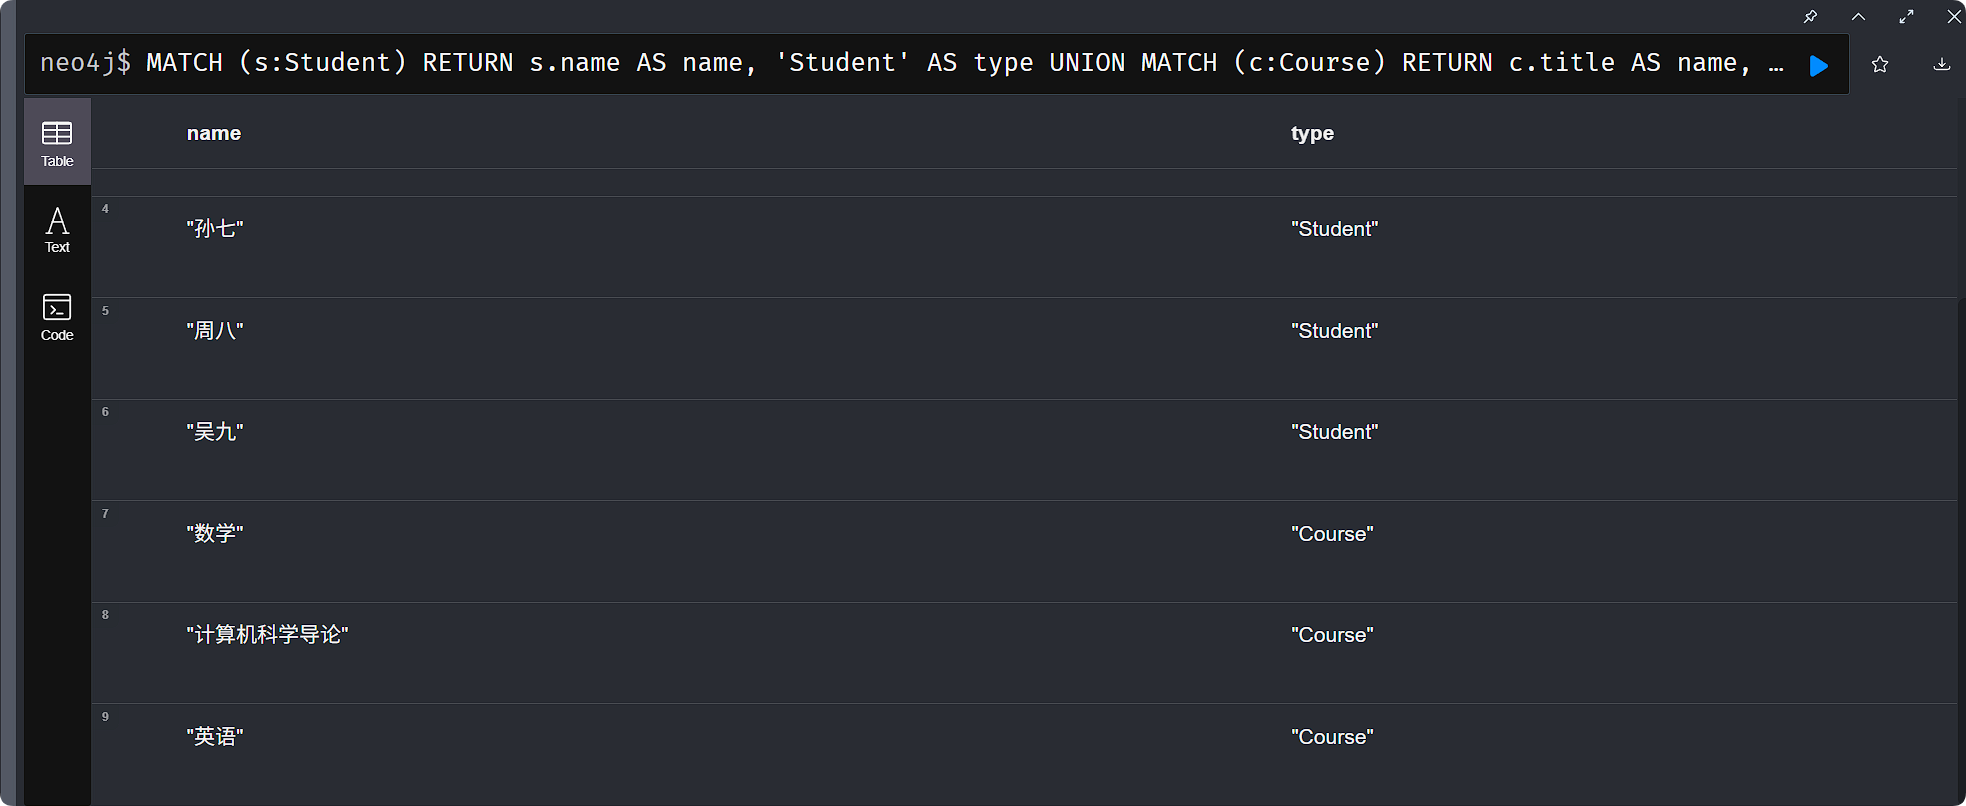 neo4j$ MATCH (s:Student) RETURN s.name AS name, 'Student' AS type UNION MATCH (c:Course) RETURN c.title AS name, …
Table
Text
Code
name type
4 "孙七" "Student"
5 "周八" "Student"
6 "吴九" "Student"
7 "数学" "Course"
8 "计算机科学导论" "Course"
9 "英语" "Course"